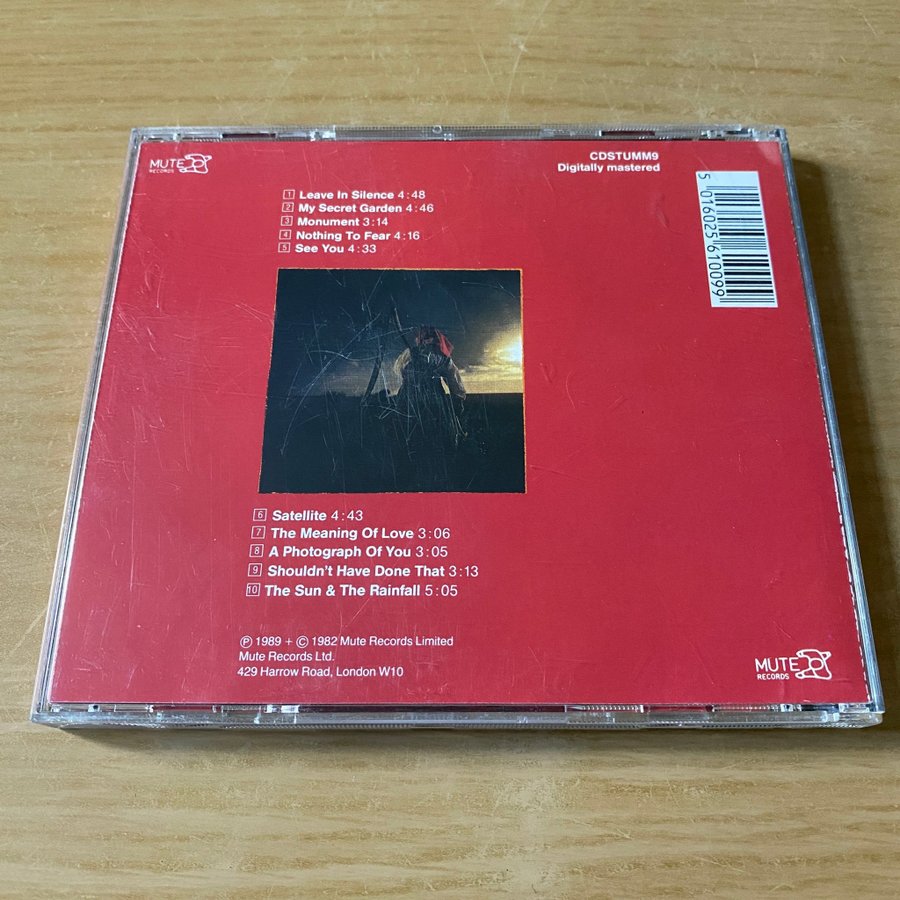 MUTE
RECORDS
CDSTUMM9
Digitally mastered
1 Leave In Silence 4:48
2 My Secret Garden 4:46
3 Monument 3:14
4 Nothing To Fear 4:16
5 See You 4:33
5 016025 610099
6 Satellite 4:43
7 The Meaning Of Love 3:06
8 A Photograph Of You 3:05
9 Shouldn't Have Done That 3:13
10 The Sun & The Rainfall 5:05
Ⓟ 1989 + © 1982 Mute Records Limited
Mute Records Ltd.
429 Harrow Road, London W10
MUTE
RECORDS